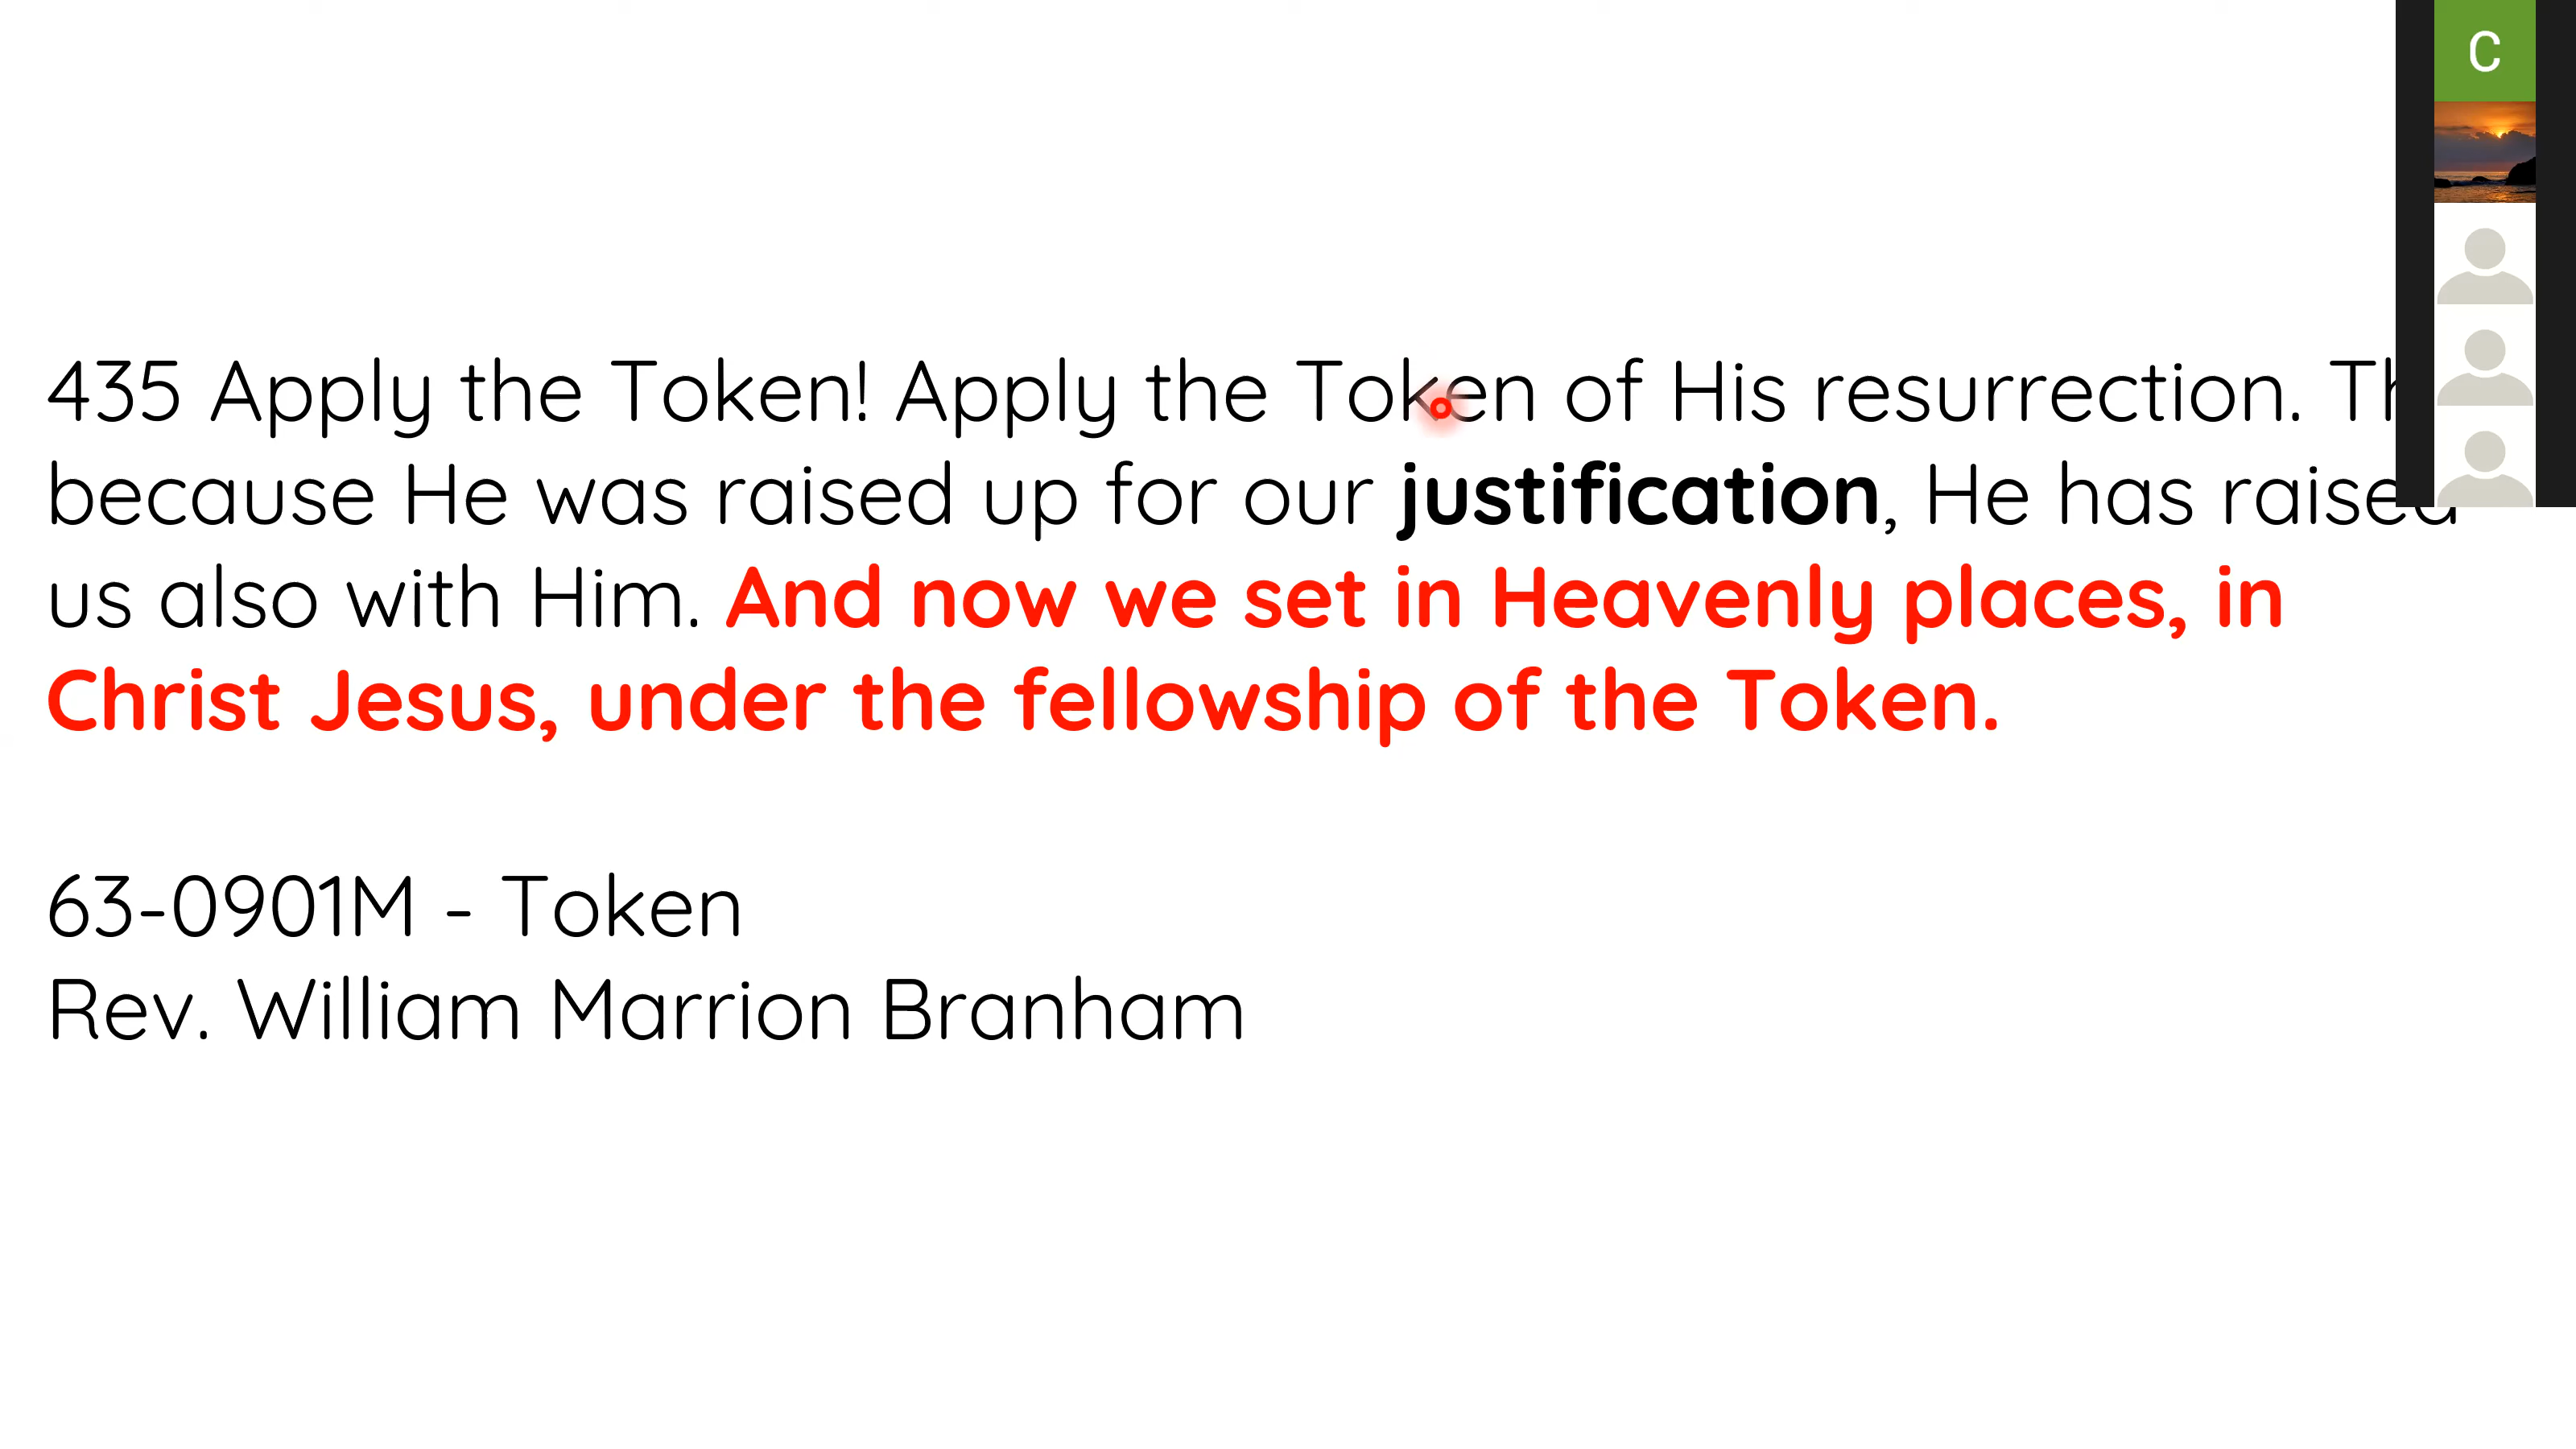 C
435 Apply the Token! Apply the Token of His resurrection.
because He was raised up for our justification, He has raised
us also with Him. And now we set in Heavenly places, in
Christ Jesus, under the fellowship of the Token.
63-0901M - Token
Rev. William Marrion Branham